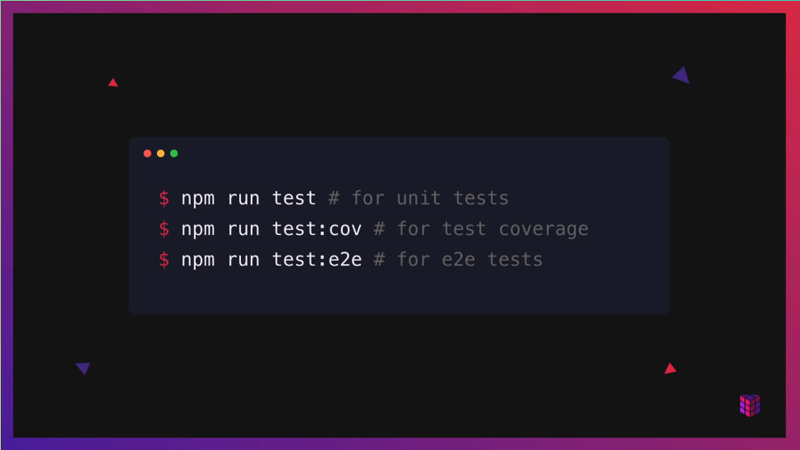 $ npm run test # for unit tests
$ npm run test:cov # for test coverage
$ npm run test:e2e # for e2e tests